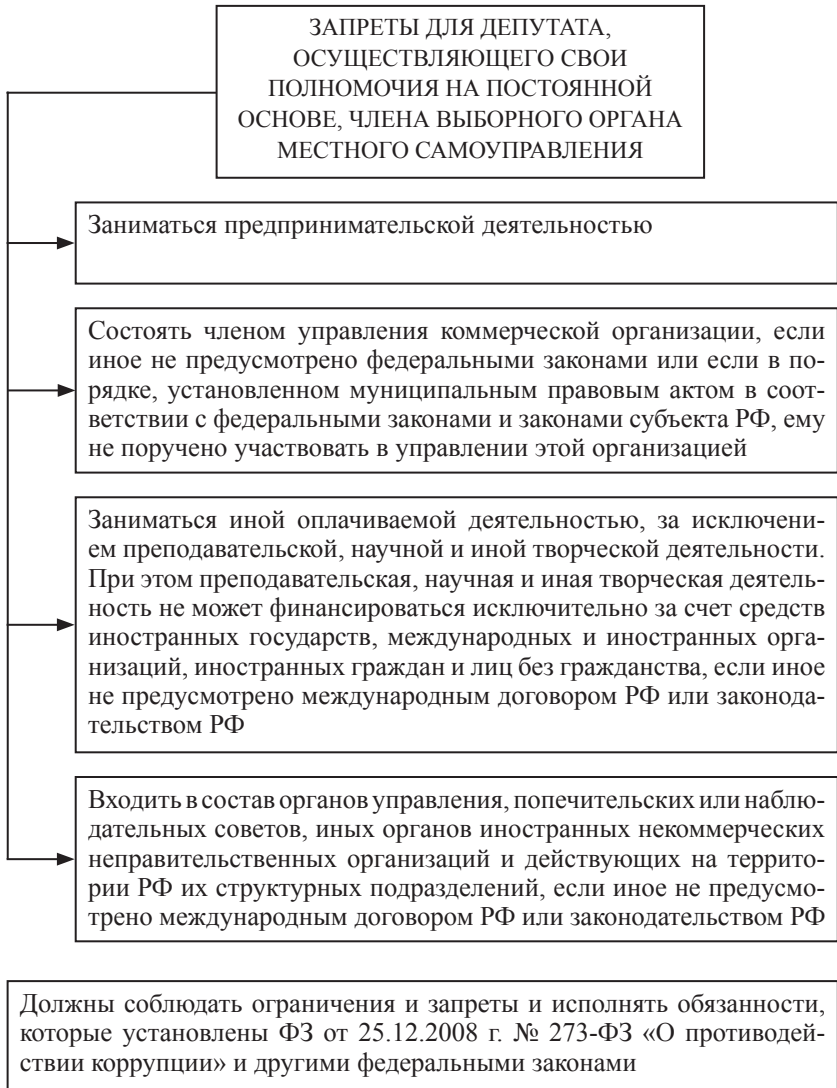 ЗАПРЕТЫ ДЛЯ ДЕПУТАТА,
ОСУЩЕСТВЛЯЮЩЕГО СВОИ
ПОЛНОМОЧИЯ НА ПОСТОЯННОЙ
ОСНОВЕ, ЧЛЕНА ВЫБОРНОГО ОРГАНА
МЕСТНОГО САМОУПРАВЛЕНИЯ
Заниматься предпринимательской деятельностью
Состоять членом управления коммерческой организации, если
иное не предусмотрено федеральными законами или если в по-
рядке, установленном муниципальным правовым актом в соот-
ветствии с федеральными законами и законами субъекта РФ, ему
не поручено участвовать в управлении этой организацией
Заниматься иной оплачиваемой деятельностью, за исключени-
ем преподавательской, научной и иной творческой деятельности.
При этом преподавательская, научная и иная творческая деятель-
ность не может финансироваться исключительно за счет средств
иностранных государств, международных и иностранных орга-
низаций, иностранных граждан и лиц без гражданства, если иное
не предусмотрено международным договором РФ или законода-
тельством РФ
Входить в состав органов управления, попечительских или наблю-
дательных советов, иных органов иностранных некоммерческих
неправительственных организаций и действующих на террито-
рии РФ их структурных подразделений, если иное не предусмо-
трено международным договором РФ или законодательством РФ
Должны соблюдать ограничения и запреты и исполнять обязанности,
которые установлены ФЗ от 25.12.2008 г. № 273-ФЗ «О противодей-
ствии коррупции» и другими федеральными законами